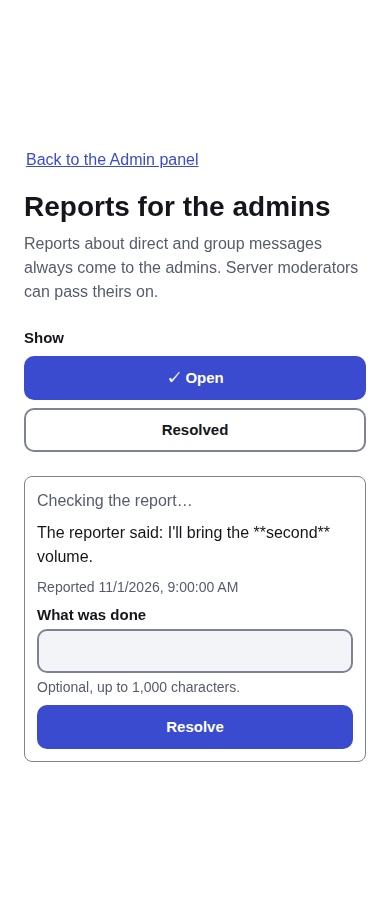 Back to the Admin panel
Reports for the admins
Reports about direct and group messages
always come to the admins. Server moderators
can pass theirs on.
Show
✓ Open
Resolved
Checking the report…
The reporter said: I'll bring the **second**
volume.
Reported 11/1/2026, 9:00:00 AM
What was done
Optional, up to 1,000 characters.
Resolve